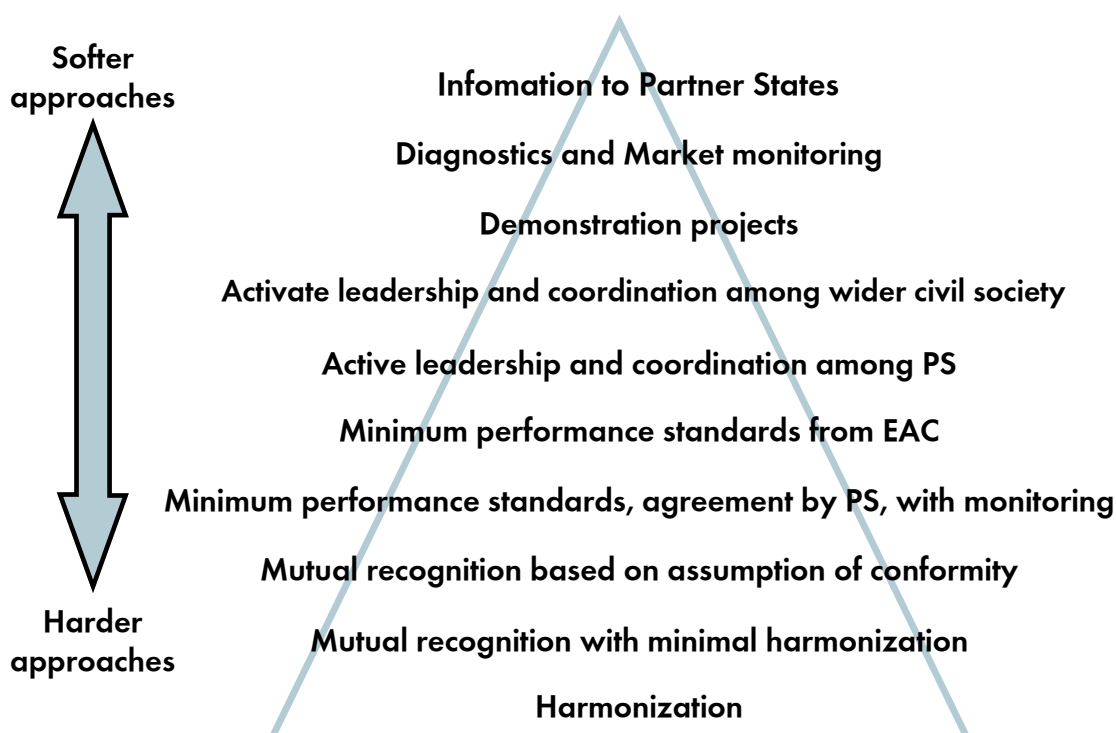 Softer
approaches
Infomation to Partner States
Diagnostics and Market monitoring
Demonstration projects
Activate leadership and coordination among wider civil society
Active leadership and coordination among PS
Minimum performance standards from EAC
Minimum performance standards, agreement by PS, with monitoring
Mutual recognition based on assumption of conformity
Mutual recognition with minimal harmonization
Harmonization
Harder
approaches